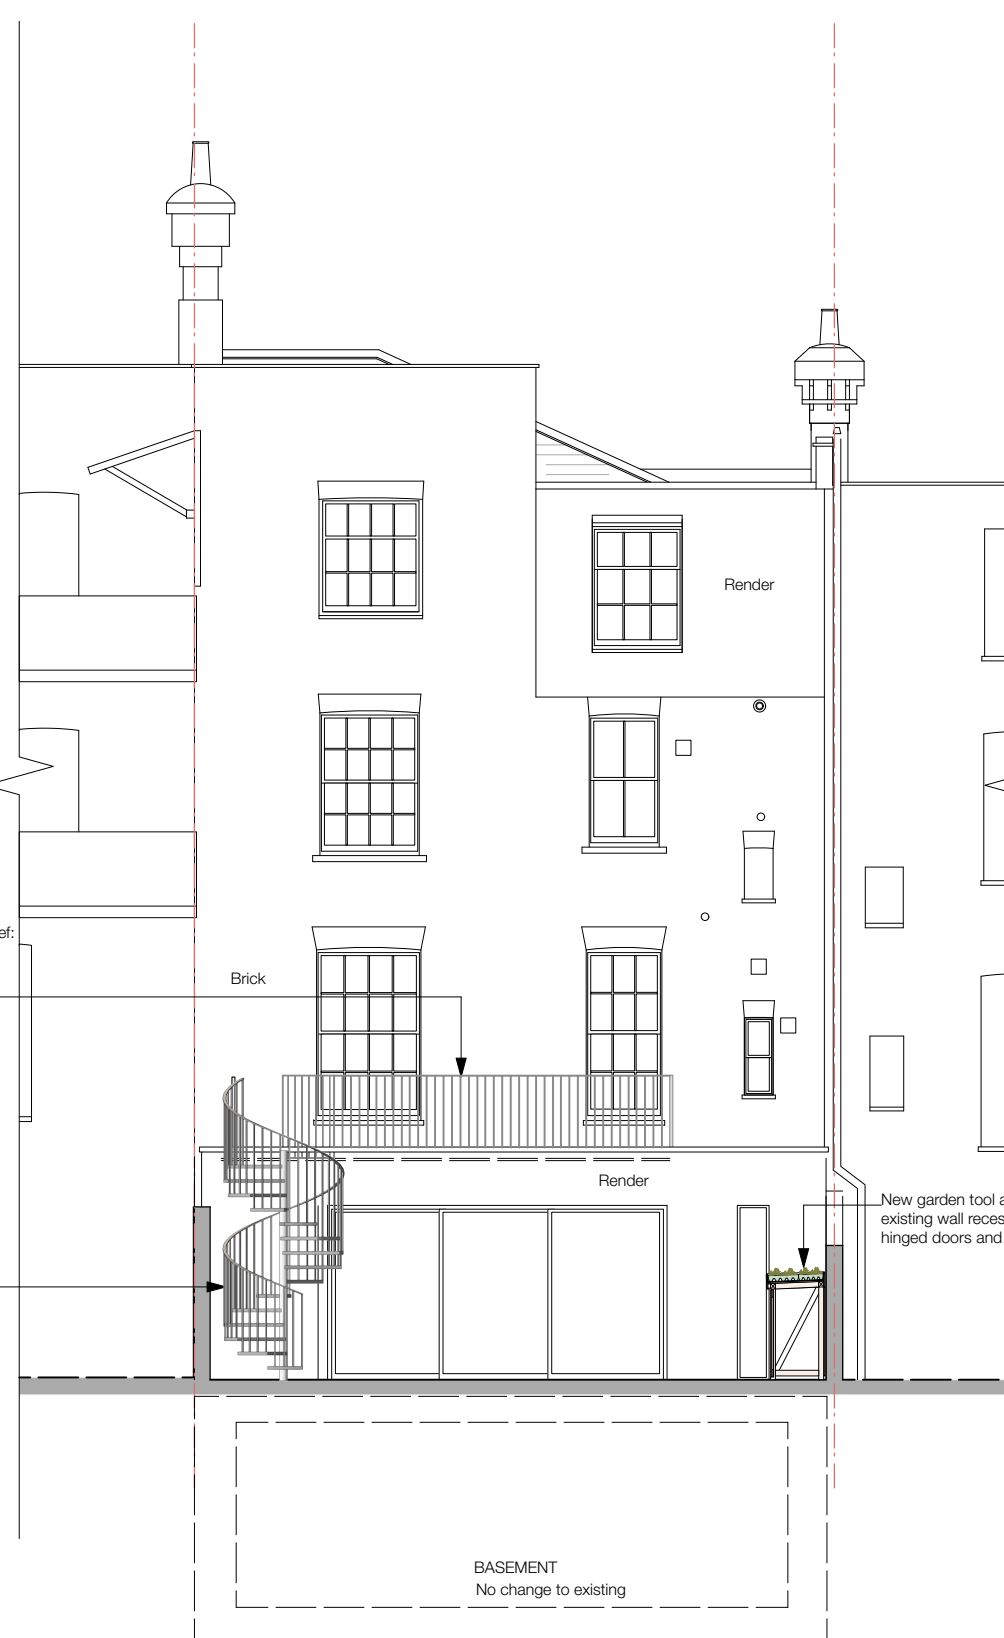 Render
ef:
Brick
Render
New garden tool a
existing wall reces
hinged doors and
BASEMENT
No change to existing